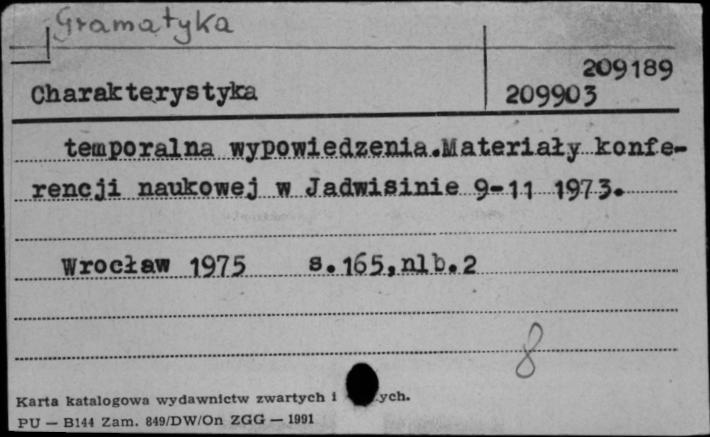 Gramatyka
209189
Charakterystyka
209903
temporalna wypowiedzenia.Materiały konfe-
rencji naukowej w Jadwisinie 9-11 1973.
Wrocław 1975 s.165,nlb.2
8
Karta katalogowa wydawnictw zwartych i ych.
PU — B144 Zam. 849/DW/On ZGG — 1991